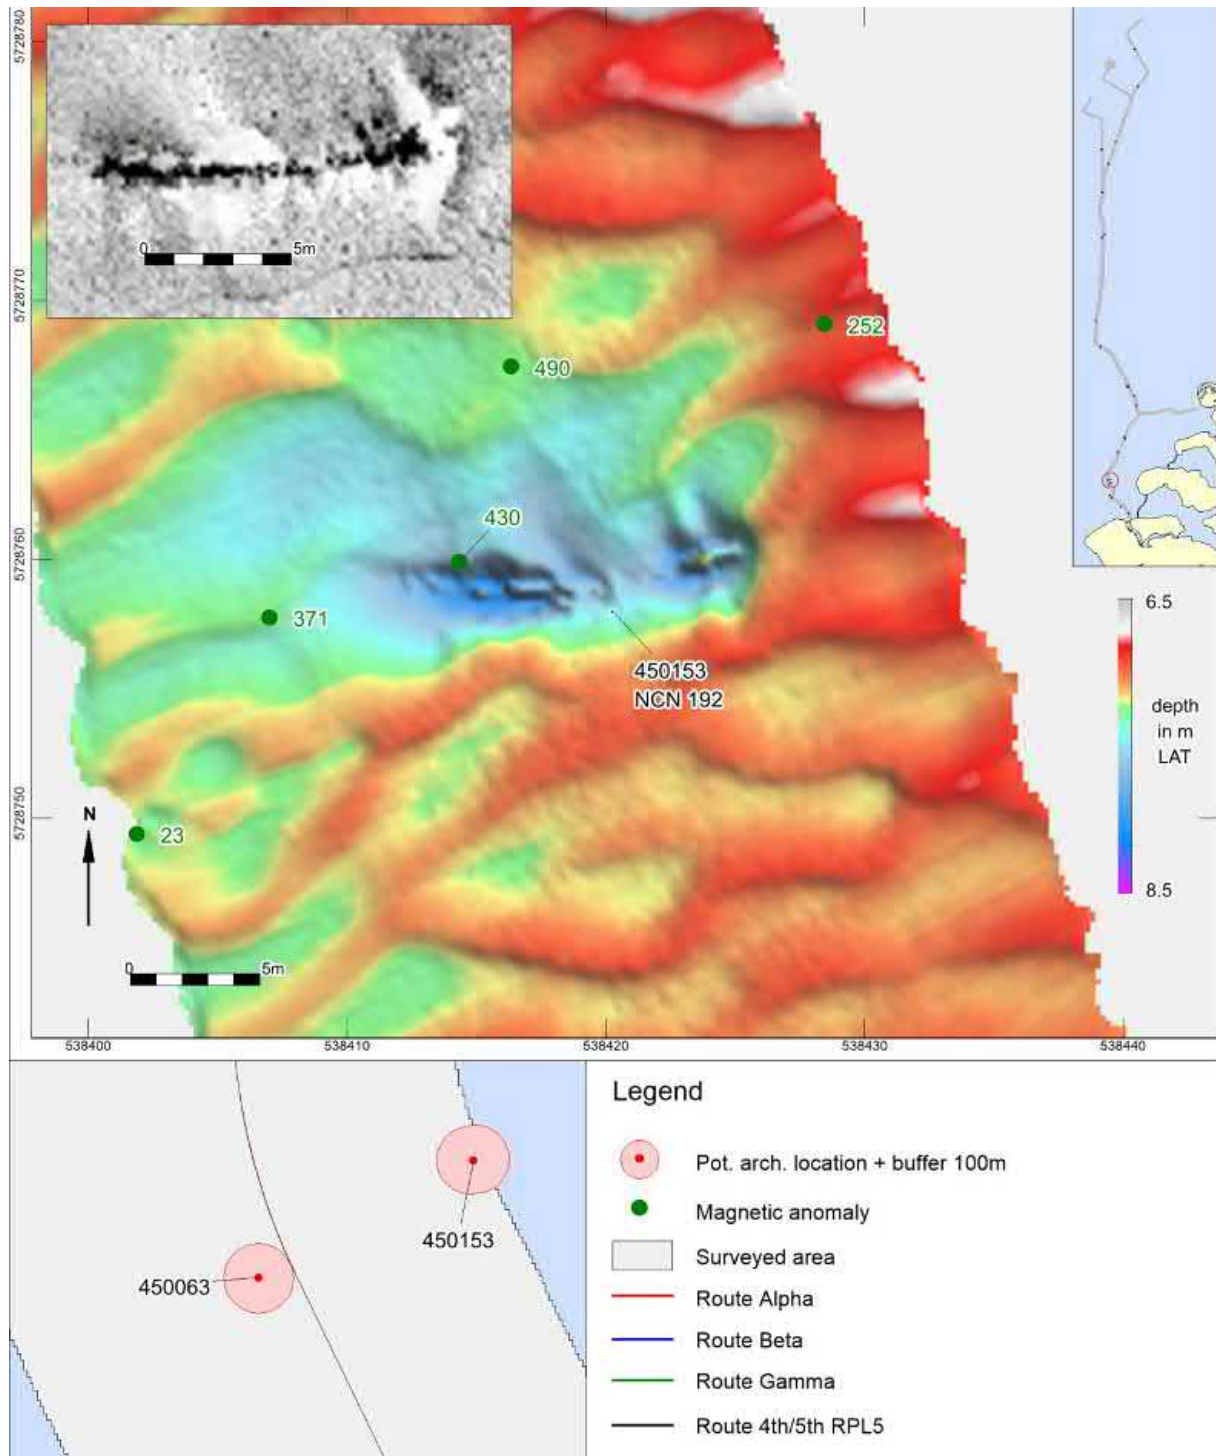 5728780
0
5m
5728770
252
490
5728760
430
371
450153
NCN 192
6.5
depth
in m
LAT
8.5
5728750
N
23
0
5m
538400
538410
538420
538430
538440
450153
450063
Legend
Pot. arch. location + buffer 100m
Magnetic anomaly
Surveyed area
Route Alpha
Route Beta
Route Gamma
Route 4th/5th RPL5